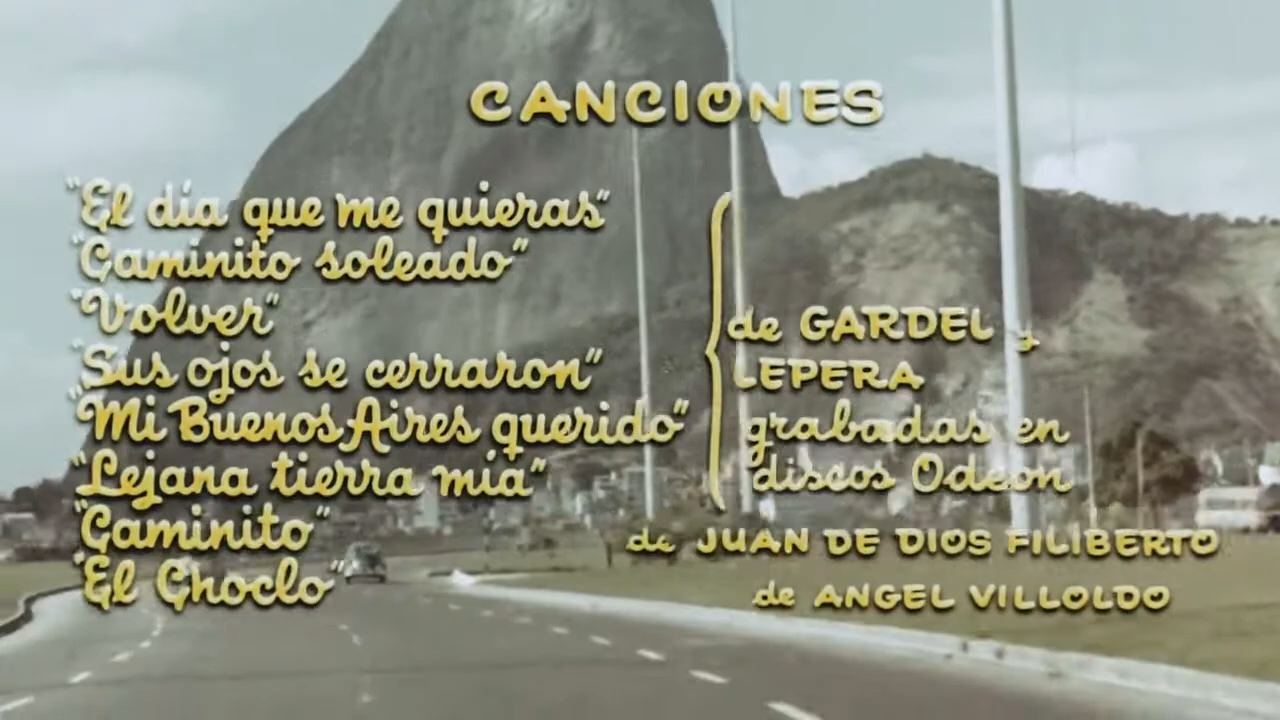 CANCIONES
"El día que me quieras"
"Caminito soleado"
"Volver"
"Sus ojos se cerraron"
"Mi Buenos Aires querido"
"Lejana tierra mía"
de GARDEL y
LEPERA
grabadas en
discos Odeon
"Caminito"
de JUAN DE DIOS FILIBERTO
"El Choclo"
de ANGEL VILLOLDO